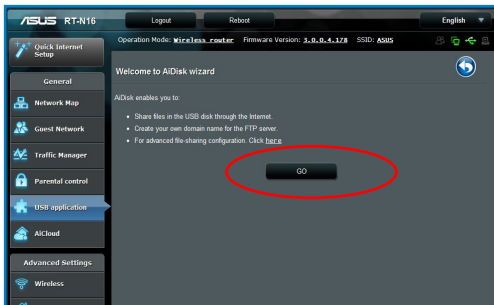 ASUS RT-N16
Logout
Reboot
English
Quick Internet
Setup
Operation Mode: Wireless router Firmware Version: 3.0.0.4.178 SSID: ASUS
General
Network Map
Guest Network
Traffic Manager
Parental control
USB application
AiCloud
Advanced Settings
Wireless
Welcome to AiDisk wizard
AiDisk enables you to:
• Share files in the USB disk through the Internet.
• Create your own domain name for the FTP server.
• For advanced file-sharing configuration. Click here
GO